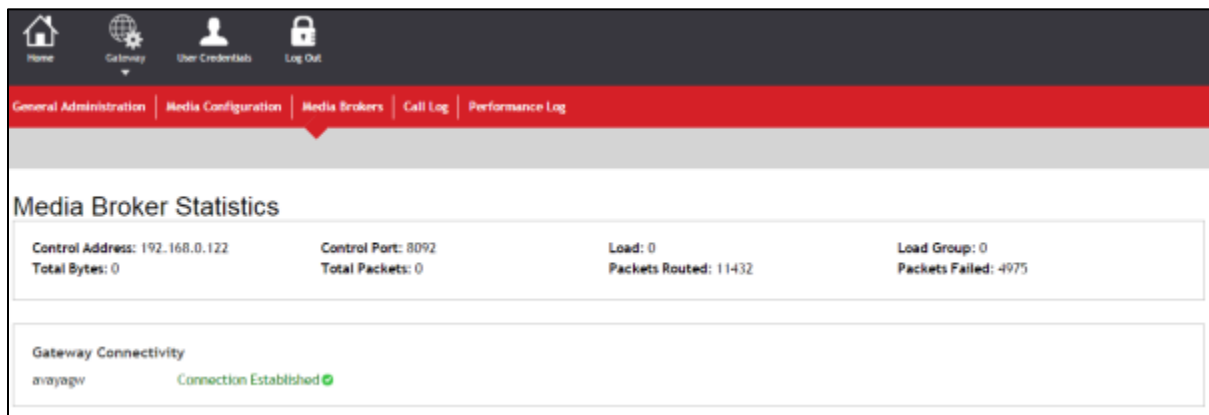 Home Gateway User Credentials Log Out
General Administration Media Configuration Media Brokers Call Log Performance Log
Media Broker Statistics
Control Address: 192.168.0.122 Control Port: 8092 Load: 0 Load Group: 0
Total Bytes: 0 Total Packets: 0 Packets Routed: 11432 Packets Failed: 4975
Gateway Connectivity
avayagw Connection Established